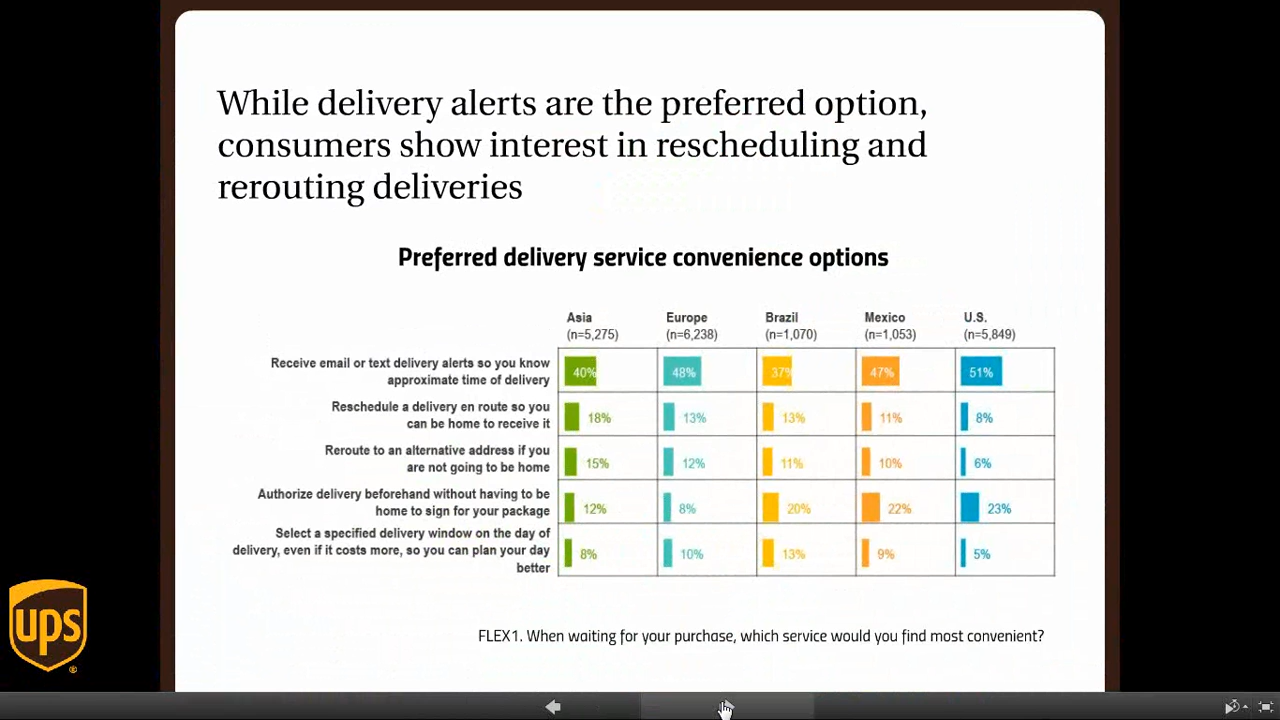 While delivery alerts are the preferred option,
consumers show interest in rescheduling and
rerouting deliveries
Preferred delivery service convenience options
Asia Europe Brazil Mexico U.S.
(n=5,275) (n=6,238) (n=1,070) (n=1,053) (n=5,849)
Receive email or text delivery alerts so you know
approximate time of delivery
40% 48% 37% 47% 51%
Reschedule a delivery en route so you
can be home to receive it
18% 13% 13% 11% 8%
Reroute to an alternative address if you
are not going to be home
15% 12% 11% 10% 6%
Authorize delivery beforehand without having to be
home to sign for your package
12% 8% 20% 22% 23%
Select a specified delivery window on the day of
delivery, even if it costs more, so you can plan your day
better
8% 10% 13% 9% 5%
FLEX1. When waiting for your purchase, which service would you find most convenient?
ups
®